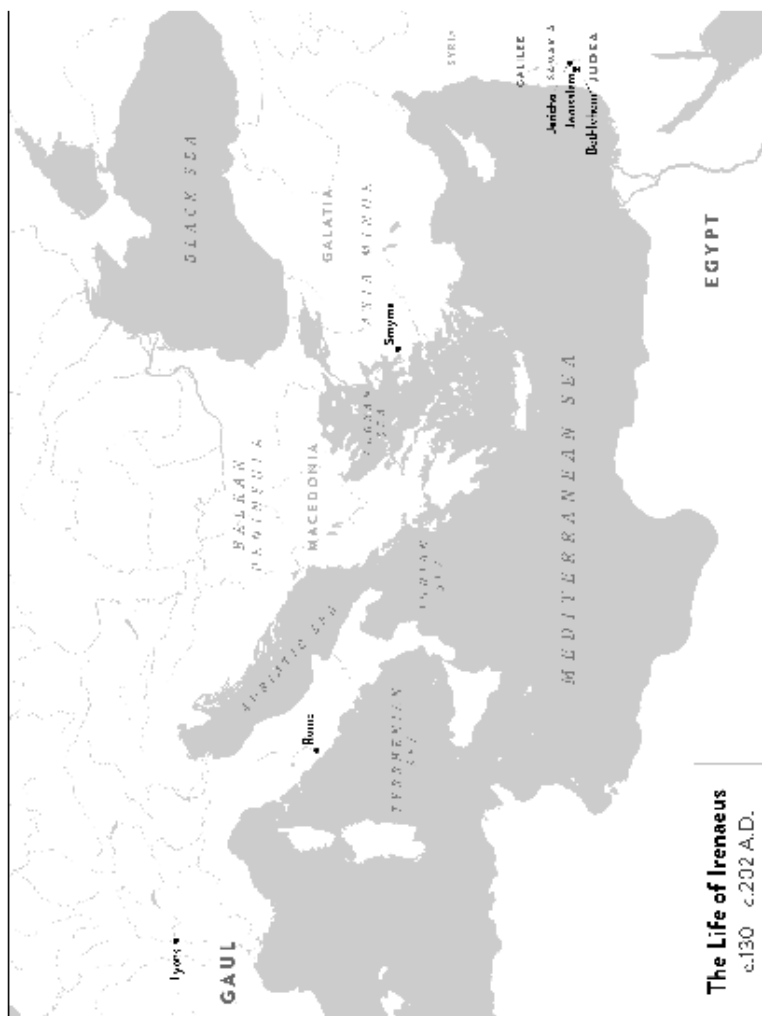 BLACK SEA
GALATIA
ASIA MINOR
SYRIA
GALILEE
SAMARIA
Jericho
Jerusalem
Bethlehem
JUDEA
Smyrna
AEGEAN
SEA
BALKAN
PENINSULA
MACEDONIA
EGYPT
MEDITERRANEAN SEA
IONIAN
SEA
ADRIATIC SEA
Rome
TYRRHENIAN
SEA
Lyons
GAUL
The Life of Irenaeus
c.130 c.202 A.D.